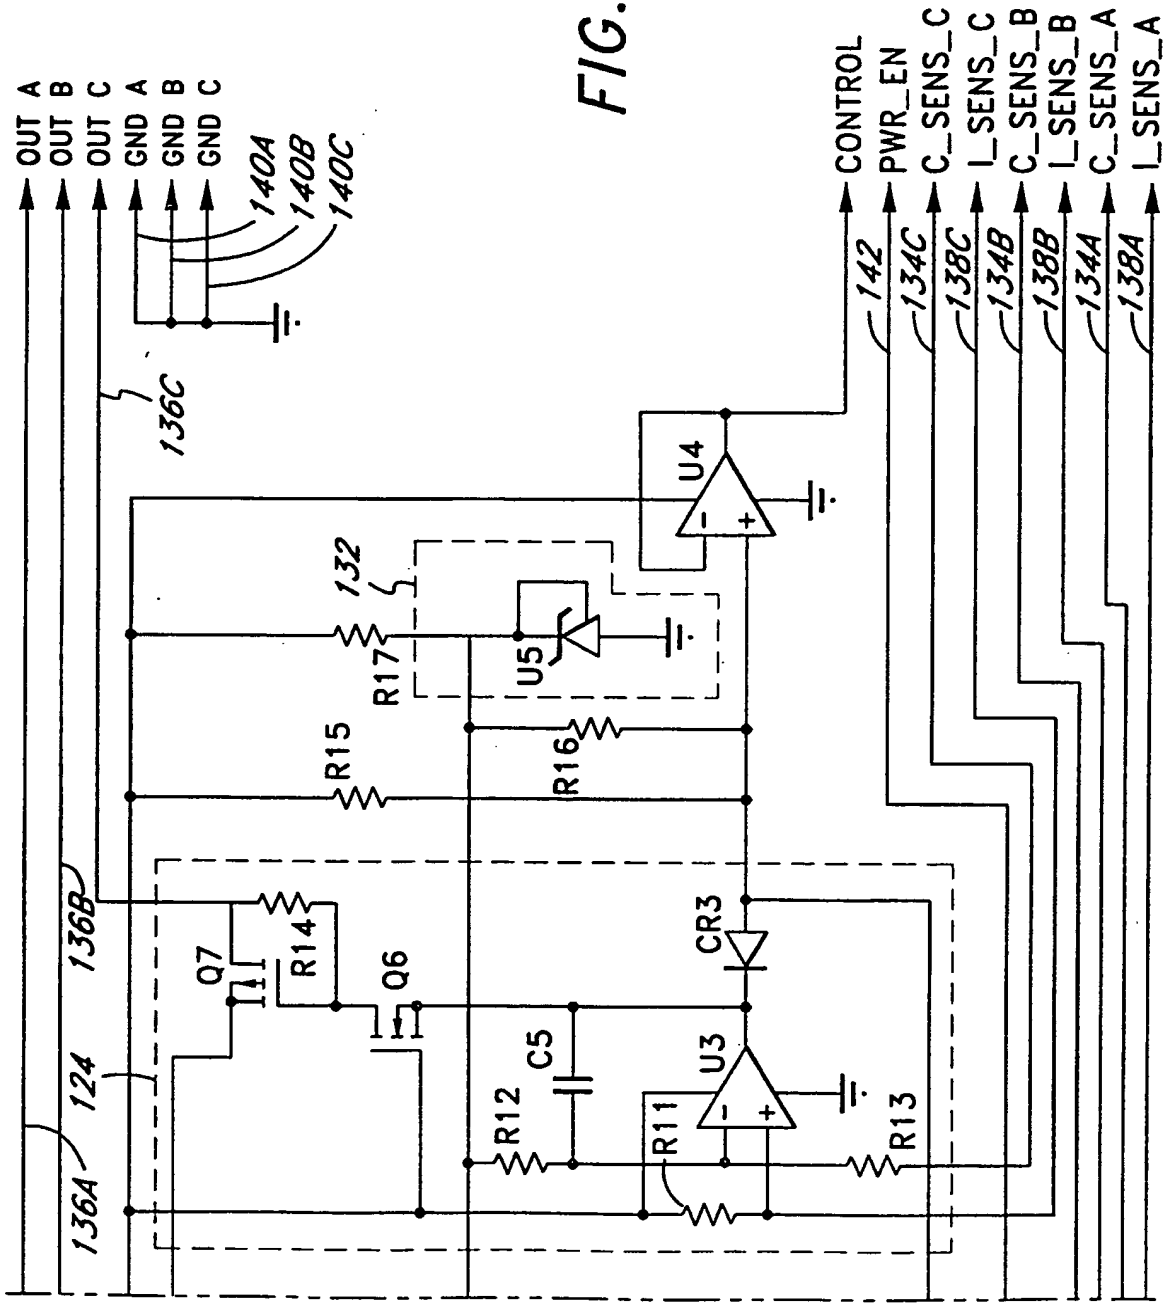 OUT A
OUT B
OUT C
GND A
GND B
GND C
140A
140B
140C
FIG.
136C
CONTROL
PWR_EN
C_SENS_C
I_SENS_C
C_SENS_B
I_SENS_B
C_SENS_A
I_SENS_A
142
134C
138C
134B
138B
134A
138A
U4
-
+
132
U5
R17
R16
R15
136B
Q7
R14
Q6
CR3
124
C5
U3
-
+
R12
R11
R13
136A